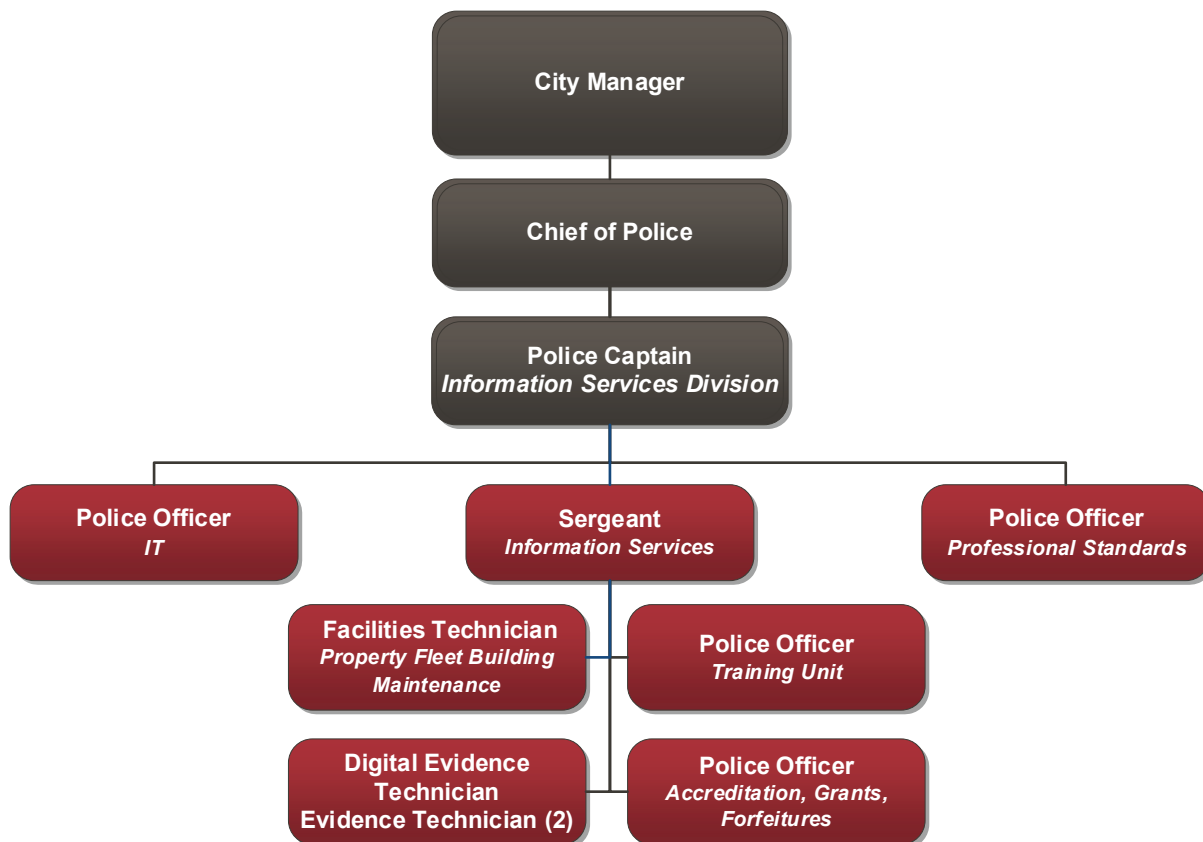 City Manager
Chief of Police
Police Captain
Information Services Division
Police Officer
IT
Sergeant
Information Services
Police Officer
Professional Standards
Facilities Technician
Property Fleet Building
Maintenance
Police Officer
Training Unit
Digital Evidence
Technician
Evidence Technician (2)
Police Officer
Accreditation, Grants,
Forfeitures